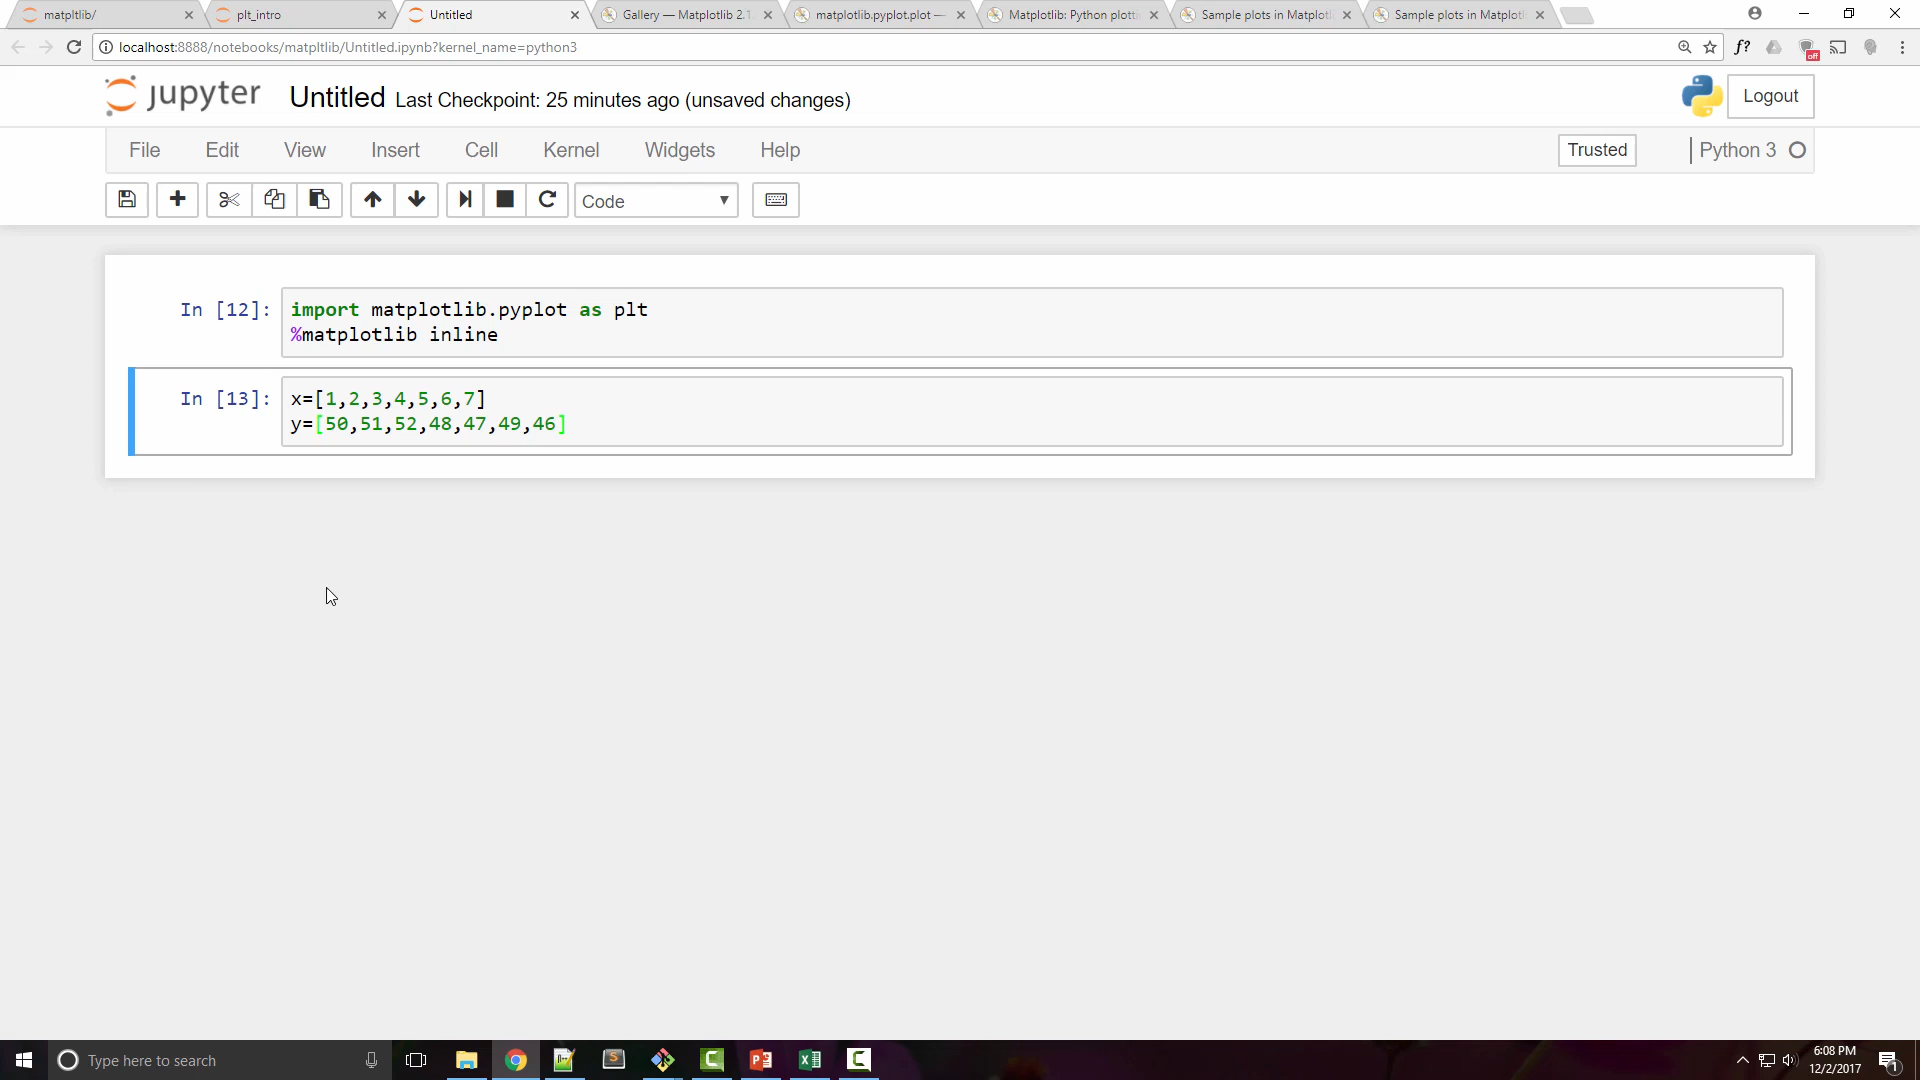 matpltlib/
plt_intro
Untitled
Gallery — Matplotlib 2.1
matplotlib.pyplot.plot —
Matplotlib: Python plotti
Sample plots in Matplotl
Sample plots in Matplotl
localhost:8888/notebooks/matpltlib/Untitled.ipynb?kernel_name=python3
f?
off
jupyter
Untitled Last Checkpoint: 25 minutes ago (unsaved changes)
Logout
File Edit View Insert Cell Kernel Widgets Help
Trusted
Python 3
Code
In [12]:
import matplotlib.pyplot as plt
%matplotlib inline
In [13]:
x=[1,2,3,4,5,6,7]
y=[50,51,52,48,47,49,46]
Type here to search
6:08 PM
12/2/2017
1